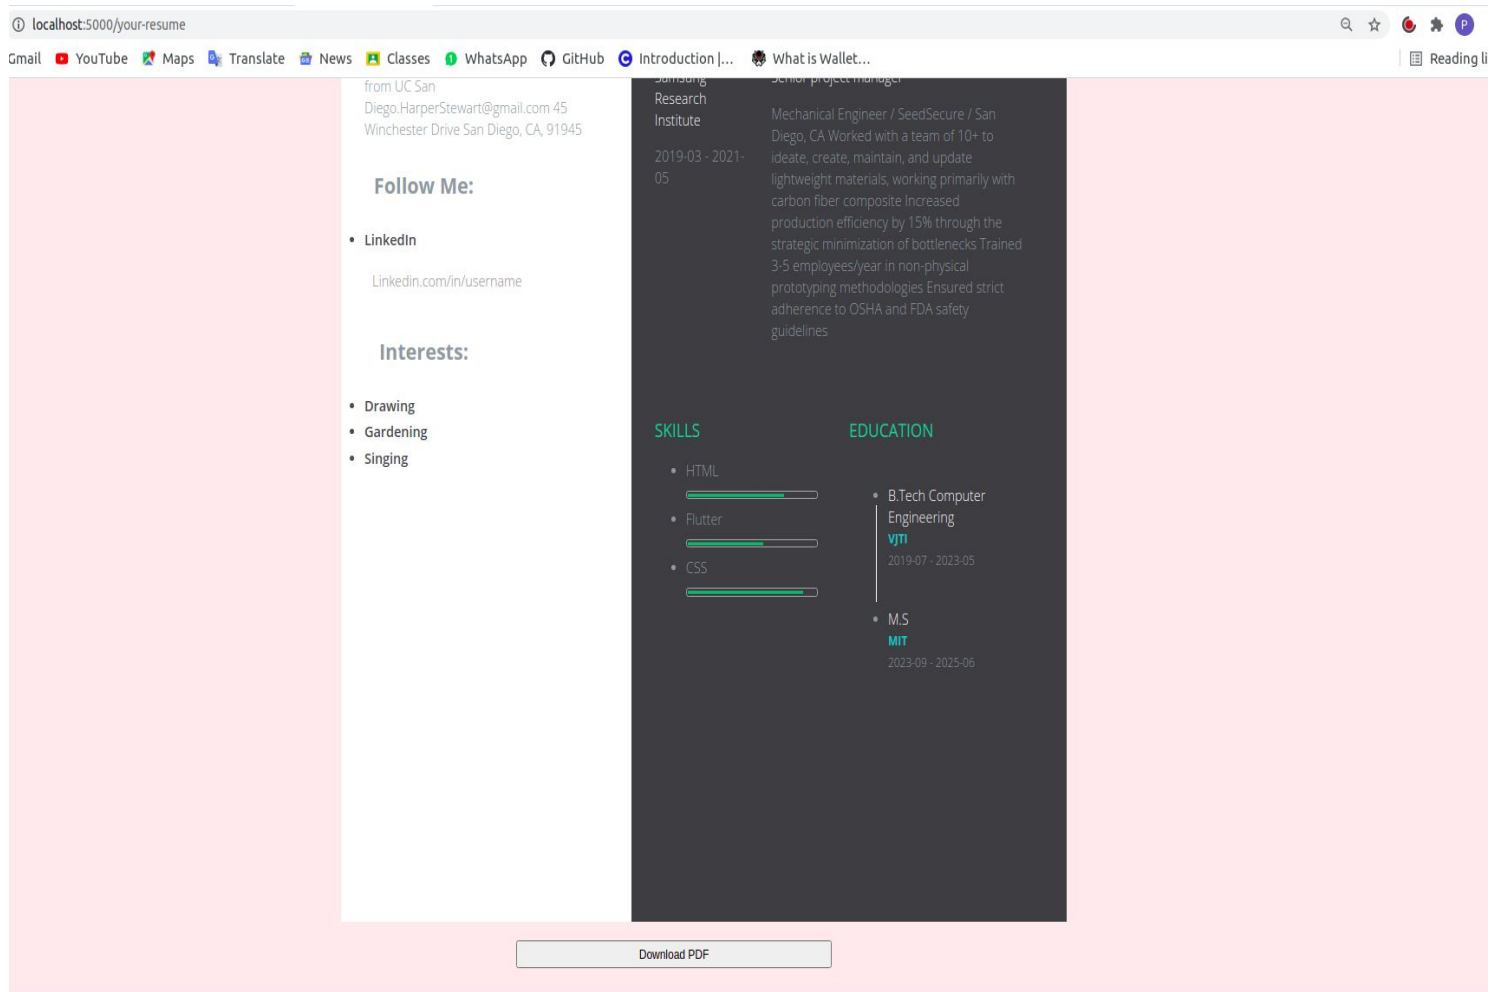 localhost:5000/your-resume
P
Gmail YouTube Maps Translate News Classes WhatsApp GitHub Introduction |... What is Wallet... Reading li
from UC San
Diego.HarperStewart@gmail.com 45
Winchester Drive San Diego, CA, 91945
Follow Me:
LinkedIn
Linkedin.com/in/username
Interests:
Drawing
Gardening
Singing
Samsung
Research
Institute
2019-03 - 2021-
05
Senior project manager
Mechanical Engineer / SeedSecure / San
Diego, CA Worked with a team of 10+ to
ideate, create, maintain, and update
lightweight materials, working primarily with
carbon fiber composite Increased
production efficiency by 15% through the
strategic minimization of bottlenecks Trained
3-5 employees/year in non-physical
prototyping methodologies Ensured strict
adherence to OSHA and FDA safety
guidelines
SKILLS
HTML
Flutter
CSS
EDUCATION
B.Tech Computer
Engineering
VJTI
2019-07 - 2023-05
M.S
MIT
2023-09 - 2025-06
Download PDF